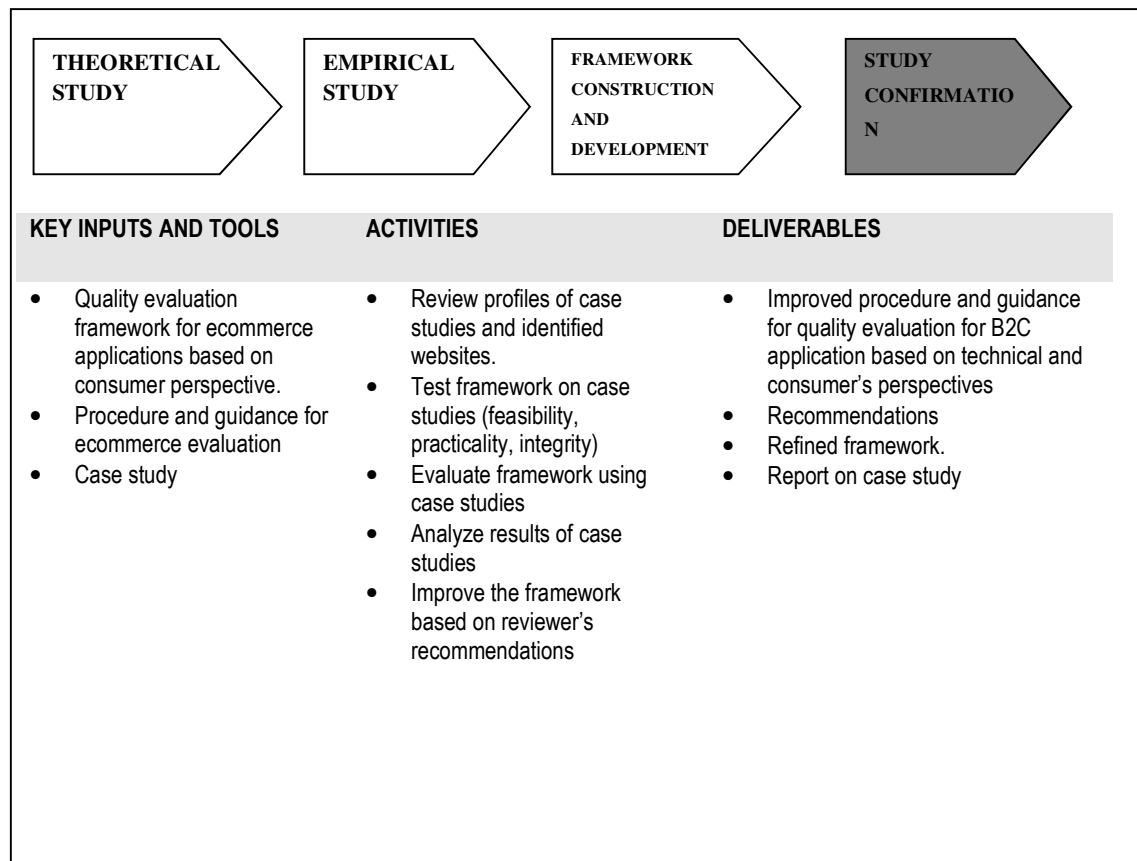 THEORETICAL
STUDY
EMPIRICAL
STUDY
FRAMEWORK
CONSTRUCTION
AND
DEVELOPMENT
STUDY
CONFIRMATIO
N
KEY INPUTS AND TOOLS
ACTIVITIES
DELIVERABLES
• Quality evaluation
framework for ecommerce
applications based on
consumer perspective.
• Procedure and guidance for
ecommerce evaluation
• Case study
• Review profiles of case
studies and identified
websites.
• Test framework on case
studies (feasibility,
practicality, integrity)
• Evaluate framework using
case studies
• Analyze results of case
studies
• Improve the framework
based on reviewer's
recommendations
• Improved procedure and guidance
for quality evaluation for B2C
application based on technical and
consumer's perspectives
• Recommendations
• Refined framework.
• Report on case study